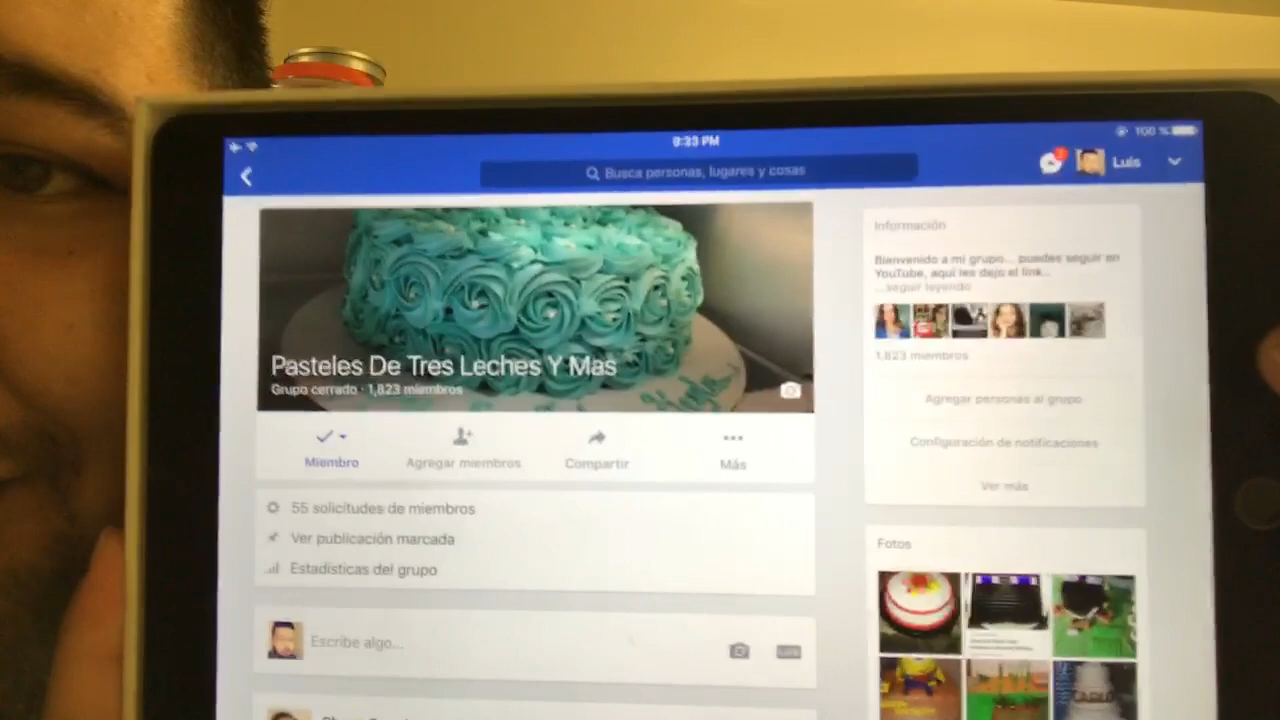 9:33 PM
100 %
Busca personas, lugares y cosas
Luis
Pasteles De Tres Leches Y Mas
Grupo cerrado · 1,823 miembros
Miembro
Agregar miembros
Compartir
Más
55 solicitudes de miembros
Ver publicación marcada
Estadísticas del grupo
Escribe algo...
Información
Bienvenido a mi grupo... puedes seguir en
YouTube, aqui les dejo el link...
...seguir leyendo
1,823 miembros
Agregar personas al grupo
Configuración de notificaciones
Ver más
Fotos